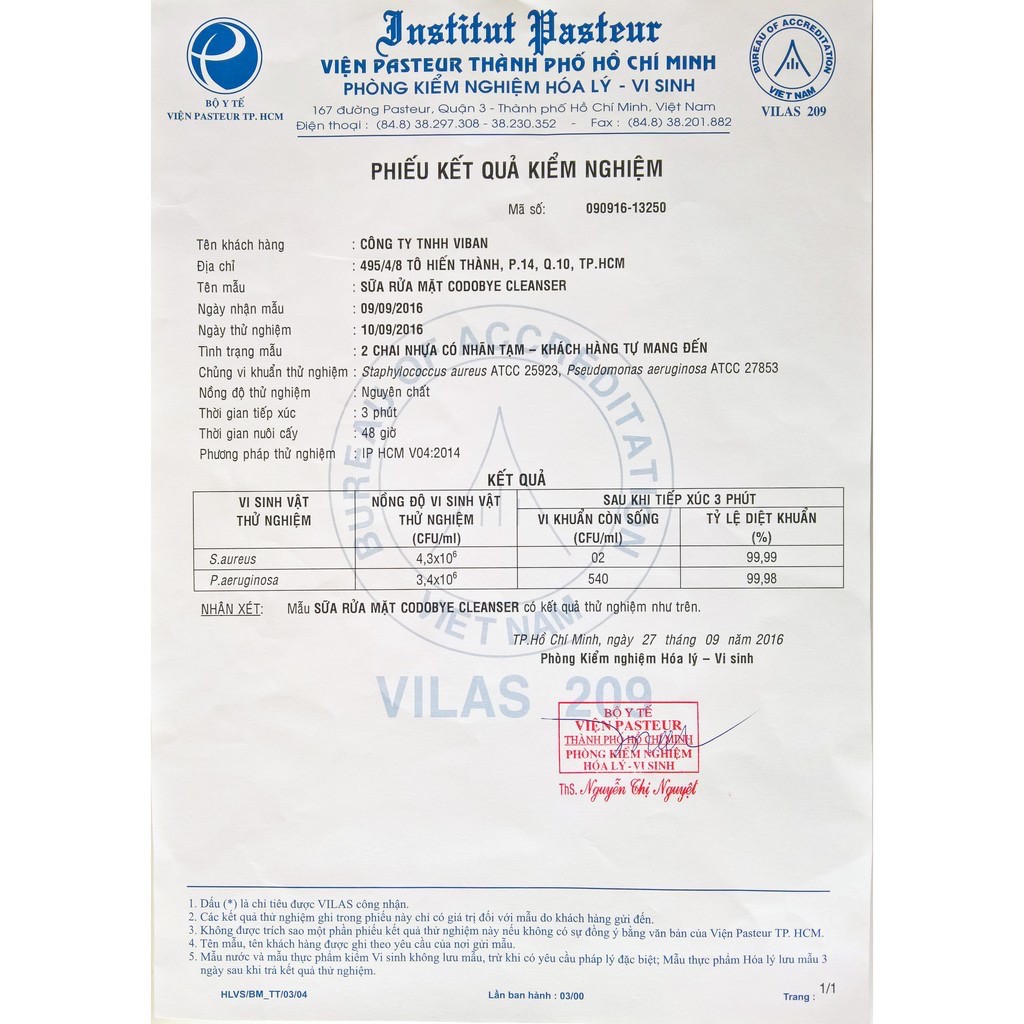 Institut Pasteur
VIỆN PASTEUR THÀNH PHỐ HỒ CHÍ MINH
PHÒNG KIỂM NGHIỆM HÓA LÝ - VI SINH
167 đường Pasteur, Quận 3 - Thành phố Hồ Chí Minh, Việt Nam
Điện thoại : (84.8) 38.297.308 - 38.230.352 - Fax : (84.8) 38.201.882
BỘ Y TẾ
VIỆN PASTEUR TP. HCM
BUREAU OF ACCREDITATION
VIET NAM
VILAS 209
PHIẾU KẾT QUẢ KIỂM NGHIỆM
Mã số: 090916-13250
Tên khách hàng : CÔNG TY TNHH VIBAN
Địa chỉ : 495/4/8 TÔ HIẾN THÀNH, P.14, Q.10, TP.HCM
Tên mẫu : SỮA RỬA MẶT CODOBYE CLEANSER
Ngày nhận mẫu : 09/09/2016
Ngày thử nghiệm : 10/09/2016
Tình trạng mẫu : 2 CHAI NHỰA CÓ NHÃN TẠM – KHÁCH HÀNG TỰ MANG ĐẾN
Chủng vi khuẩn thử nghiệm : Staphylococcus aureus ATCC 25923, Pseudomonas aeruginosa ATCC 27853
Nồng độ thử nghiệm : Nguyên chất
Thời gian tiếp xúc : 3 phút
Thời gian nuôi cấy : 48 giờ
Phương pháp thử nghiệm : IP HCM V04:2014
BUREAU OF ACCREDITATION
VIET NAM
VILAS 209
KẾT QUẢ
VI SINH VẬT THỬ NGHIỆM
NỒNG ĐỘ VI SINH VẬT THỬ NGHIỆM (CFU/ml)
SAU KHI TIẾP XÚC 3 PHÚT
VI KHUẨN CÒN SỐNG (CFU/ml)
TỶ LỆ DIỆT KHUẨN (%)
S.aureus 4,3x10⁶ 02 99,99
P.aeruginosa 3,4x10⁶ 540 99,98
NHẬN XÉT: Mẫu SỮA RỬA MẶT CODOBYE CLEANSER có kết quả thử nghiệm như trên.
TP.Hồ Chí Minh, ngày 27 tháng 09 năm 2016
Phòng Kiểm nghiệm Hóa lý – Vi sinh
BỘ Y TẾ
VIỆN PASTEUR
THÀNH PHỐ HỒ CHÍ MINH
PHÒNG KIỂM NGHIỆM
HÓA LÝ - VI SINH
ThS. Nguyễn Thị Nguyệt
1. Dấu (*) là chỉ tiêu được VILAS công nhận.
2. Các kết quả thử nghiệm ghi trong phiếu này chỉ có giá trị đối với mẫu do khách hàng gửi đến.
3. Không được trích sao một phần phiếu kết quả thử nghiệm này nếu không có sự đồng ý bằng văn bản của Viện Pasteur TP. HCM.
4. Tên mẫu, tên khách hàng được ghi theo yêu cầu của nơi gửi mẫu.
5. Mẫu nước và mẫu thực phẩm kiểm Vi sinh không lưu mẫu, trừ khi có yêu cầu pháp lý đặc biệt; Mẫu thực phẩm Hóa lý lưu mẫu 3
ngày sau khi trả kết quả thử nghiệm.
HLVS/BM_TT/03/04
Lần ban hành : 03/00
Trang : 1/1